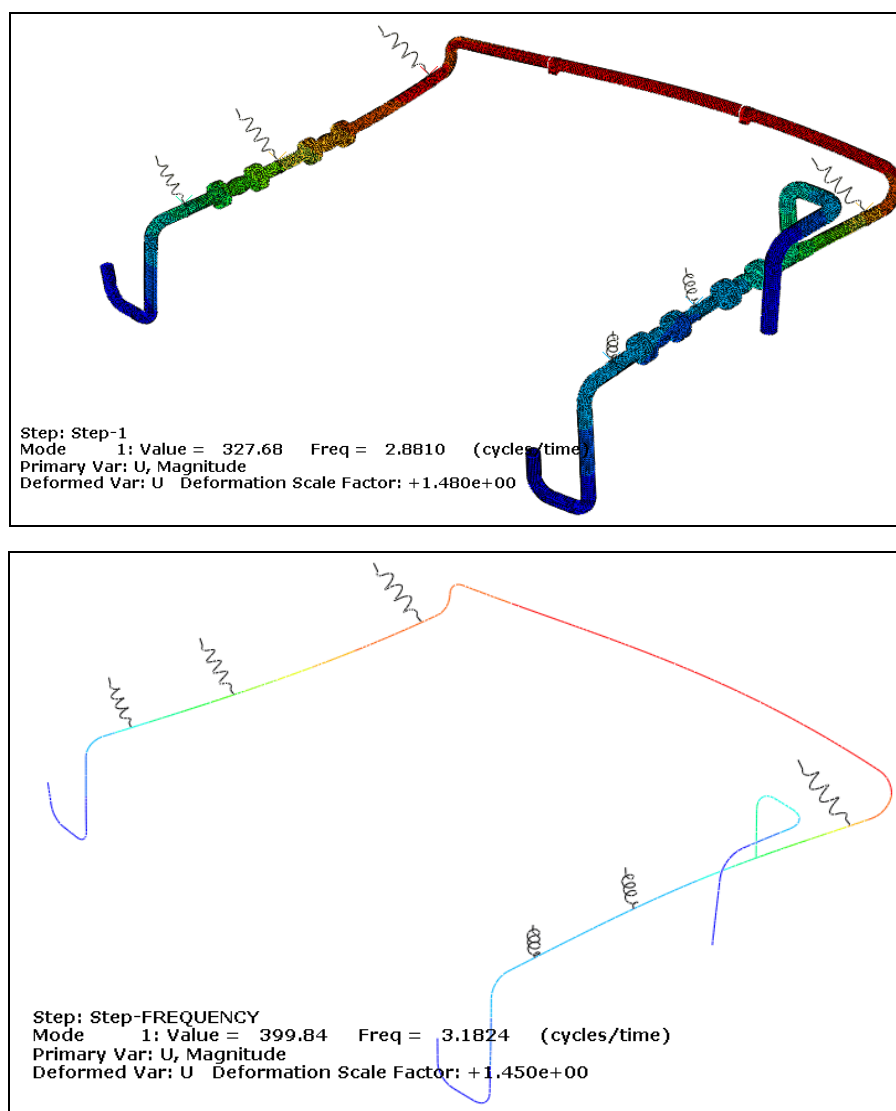 Step: Step-1
Mode 1: Value = 327.68 Freq = 2.8810 (cycles/time)
Primary Var: U, Magnitude
Deformed Var: U Deformation Scale Factor: +1.480e+00
Step: Step-FREQUENCY
Mode 1: Value = 399.84 Freq = 3.1824 (cycles/time)
Primary Var: U, Magnitude
Deformed Var: U Deformation Scale Factor: +1.450e+00